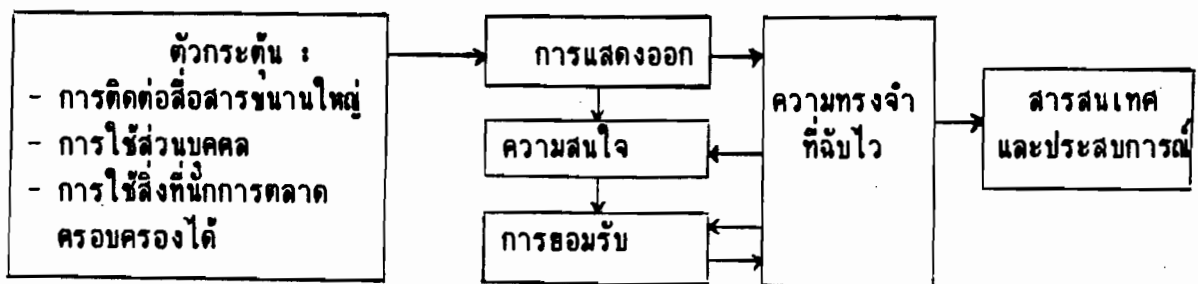 ตัวกระตุ้น :
- การติดต่อสื่อสารขนานใหญ่
- การใช้ส่วนบุคคล
- การใช้สิ่งที่นักการตลาด
ครอบครองได้
การแสดงออก
ความสนใจ
การยอมรับ
ความทรงจำ
ที่ฉับไว
สารสนเทศ
และประสบการณ์